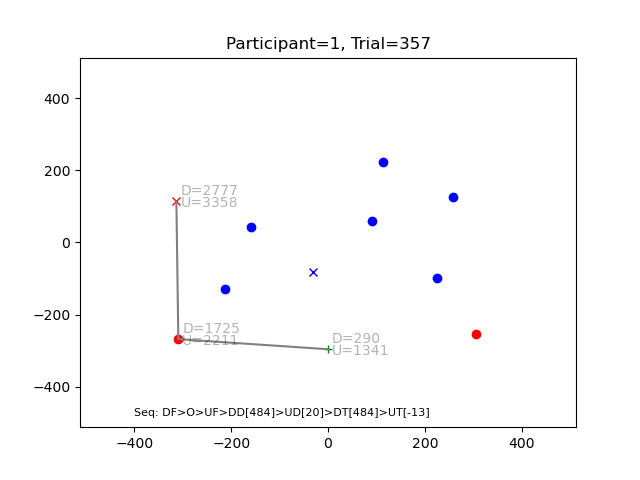 Participant=1, Trial=357
400
200
0
−200
−400
D=2777
U=3358
D=1725
U=2211
D=290
U=1341
Seq: DF>O>UF>DD[484]>UD[20]>DT[484]>UT[-13]
−400
−200
0
200
400